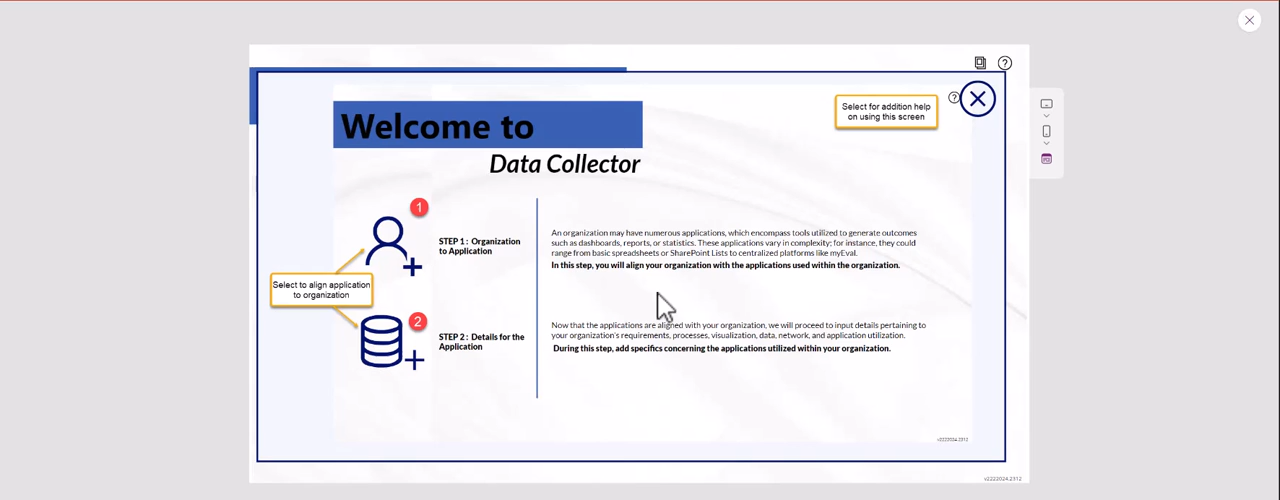 Welcome to
Data Collector
Select for addition help
on using this screen
1
STEP 1: Organization
to Application
An organization may have numerous applications, which encompass tools utilized to generate outcomes
such as dashboards, reports, or statistics. These applications vary in complexity; for instance, they could
range from basic spreadsheets or SharePoint Lists to centralized platforms like myEval.
In this step, you will align your organization with the applications used within the organization.
Select to align application
to organization
2
STEP 2: Details for the
Application
Now that the applications are aligned with your organization, we will proceed to input details pertaining to
your organization's requirements, processes, visualization, data, network, and application utilization.
During this step, add specifics concerning the applications utilized within your organization.
v2222024.2312
v2222024.2312